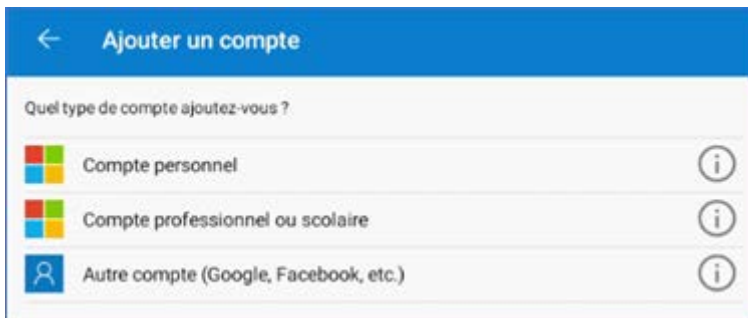 Ajouter un compte
Quel type de compte ajoutez-vous ?
Compte personnel
Compte professionnel ou scolaire
Autre compte (Google, Facebook, etc.)